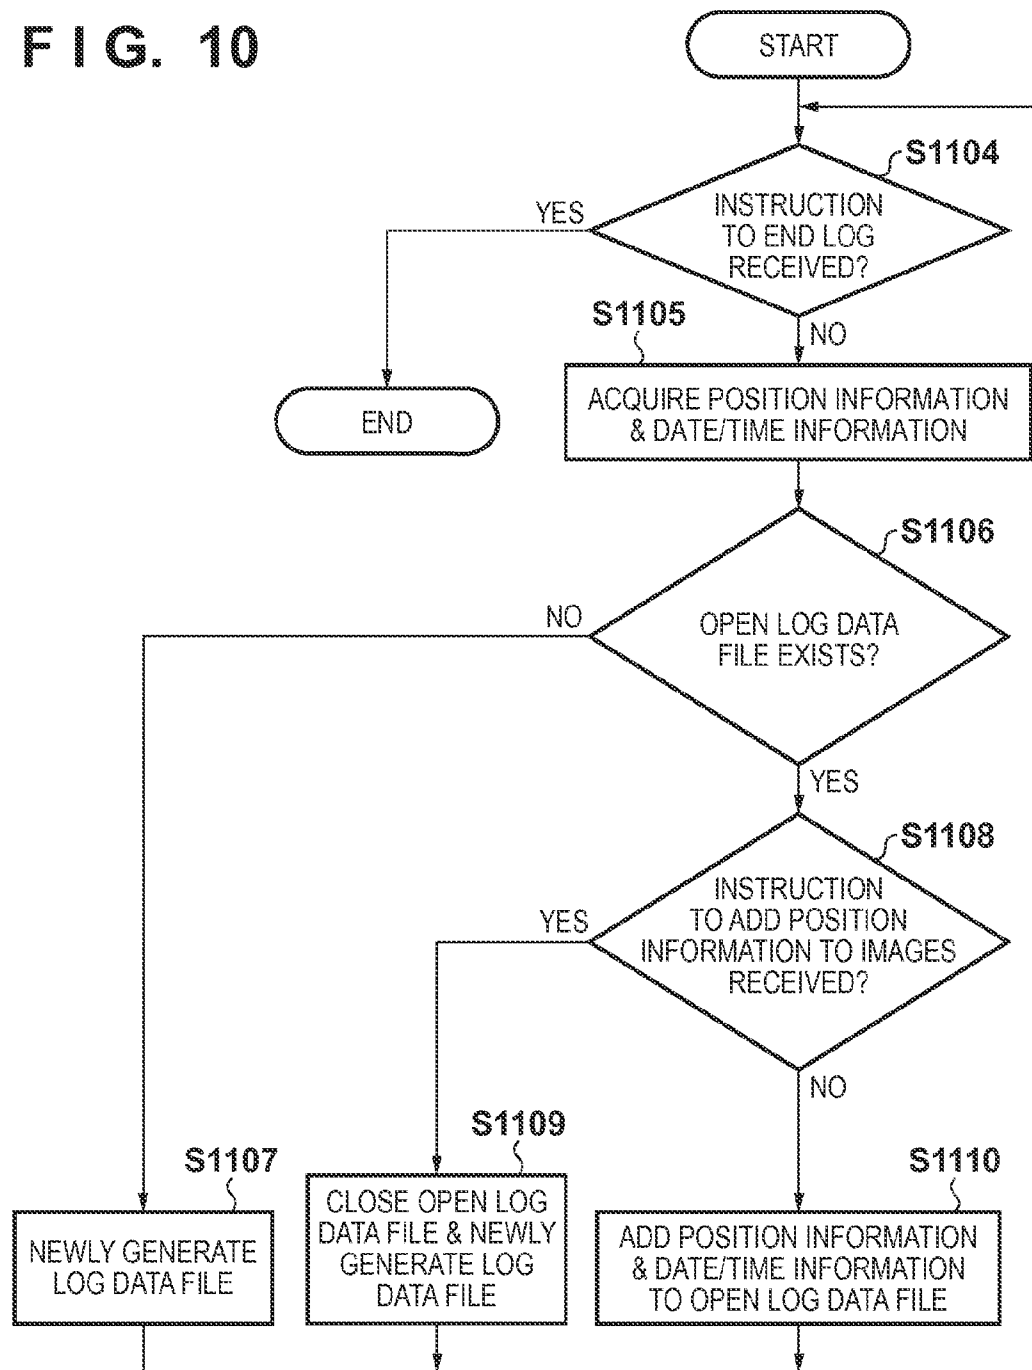 FIG. 10
START
S1104
INSTRUCTION
TO END LOG
RECEIVED?
YES
NO
S1105
END
ACQUIRE POSITION INFORMATION
& DATE/TIME INFORMATION
S1106
OPEN LOG DATA
FILE EXISTS?
NO
YES
S1108
INSTRUCTION
TO ADD POSITION
INFORMATION TO IMAGES
RECEIVED?
YES
NO
S1107
NEWLY GENERATE
LOG DATA FILE
S1109
CLOSE OPEN LOG
DATA FILE & NEWLY
GENERATE LOG
DATA FILE
S1110
ADD POSITION INFORMATION
& DATE/TIME INFORMATION
TO OPEN LOG DATA FILE